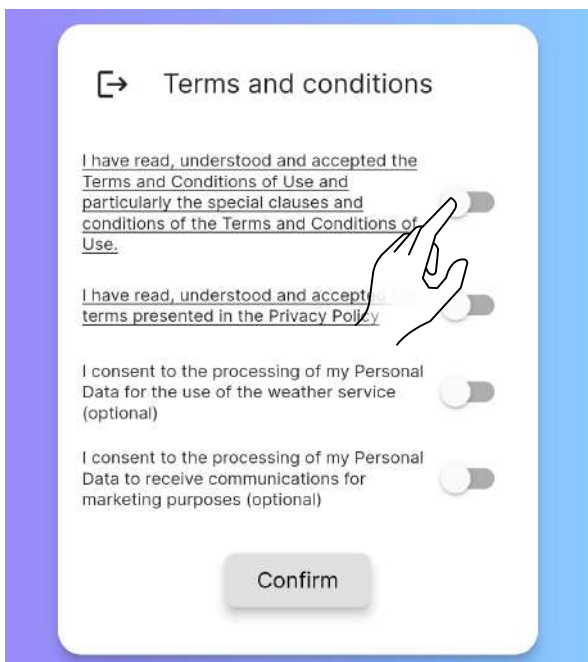 Terms and conditions
I have read, understood and accepted the
Terms and Conditions of Use and
particularly the special clauses and
conditions of the Terms and Conditions of
Use.
I have read, understood and accepted the
terms presented in the Privacy Policy
I consent to the processing of my Personal
Data for the use of the weather service
(optional)
I consent to the processing of my Personal
Data to receive communications for
marketing purposes (optional)
Confirm